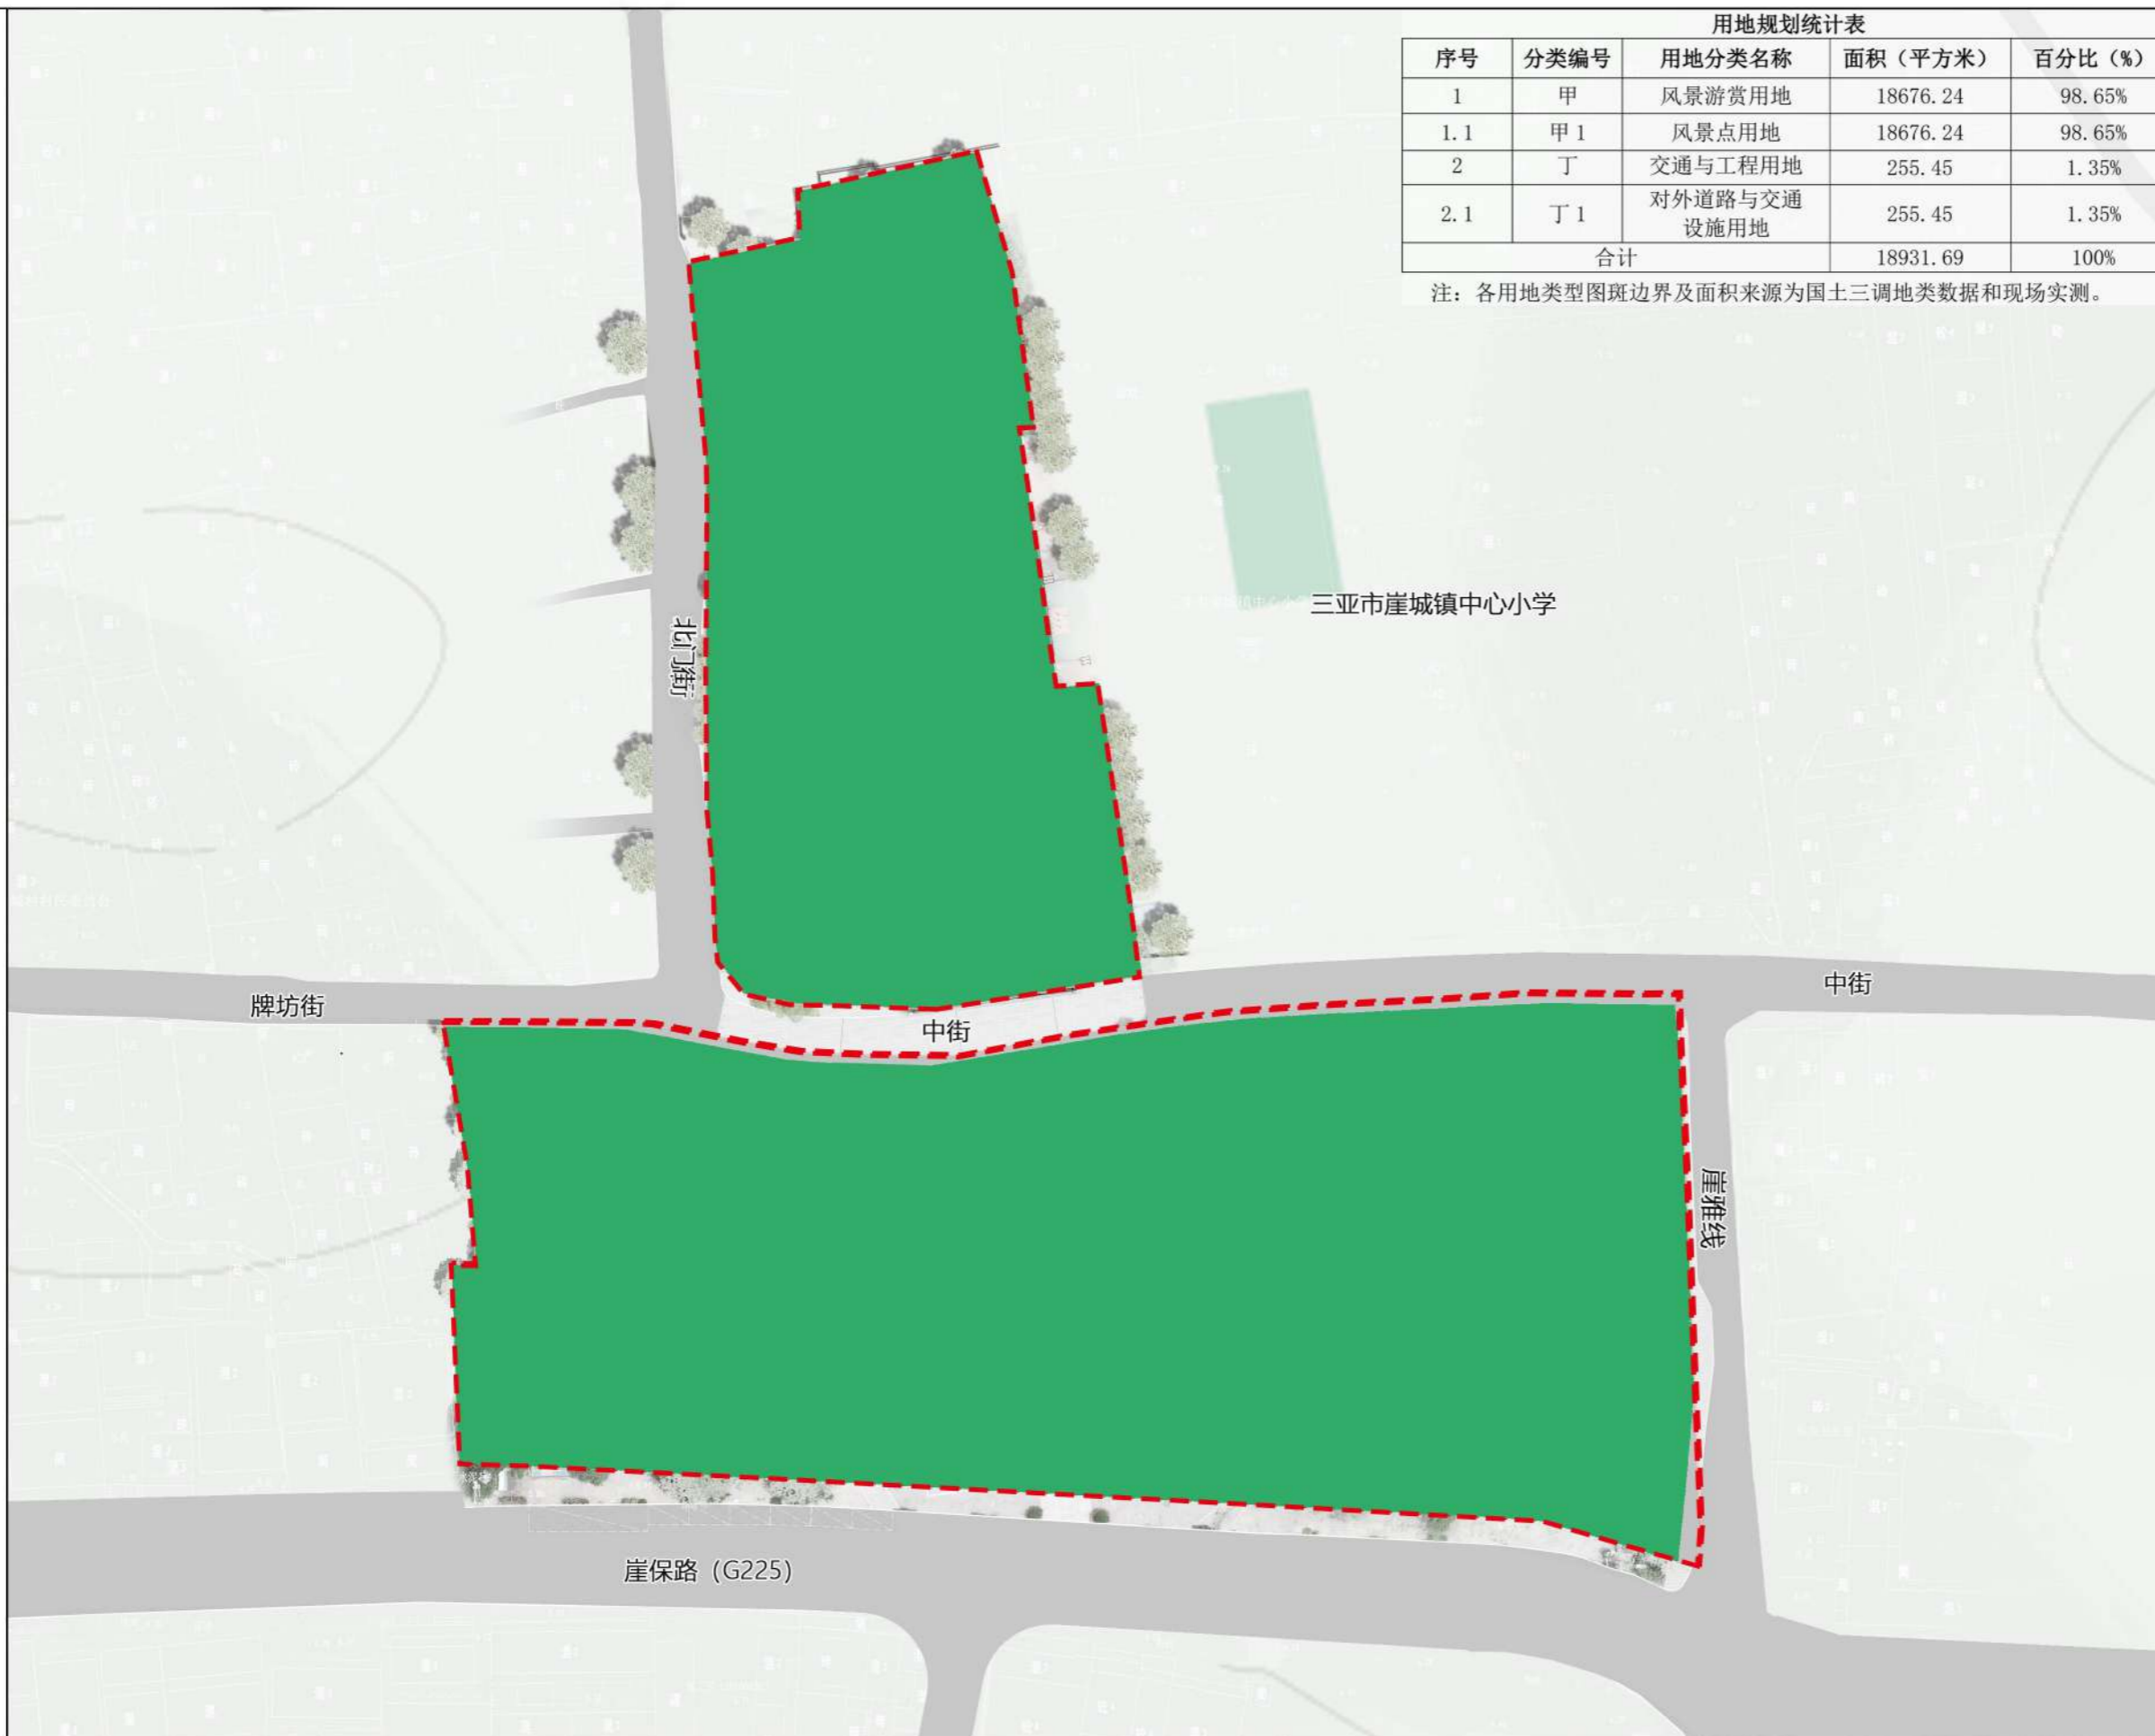 用地规划统计表
序号 分类编号 用地分类名称 面积（平方米） 百分比（%）
1 甲 风景游赏用地 18676.24 98.65%
1.1 甲1 风景点用地 18676.24 98.65%
2 丁 交通与工程用地 255.45 1.35%
2.1 丁1 对外道路与交通设施用地 255.45 1.35%
合计 18931.69 100%
注：各用地类型图斑边界及面积来源为国土三调地类数据和现场实测。
三亚市崖城镇中心小学
北门街
牌坊街
中街
中街
崖雅线
崖保路（G225）